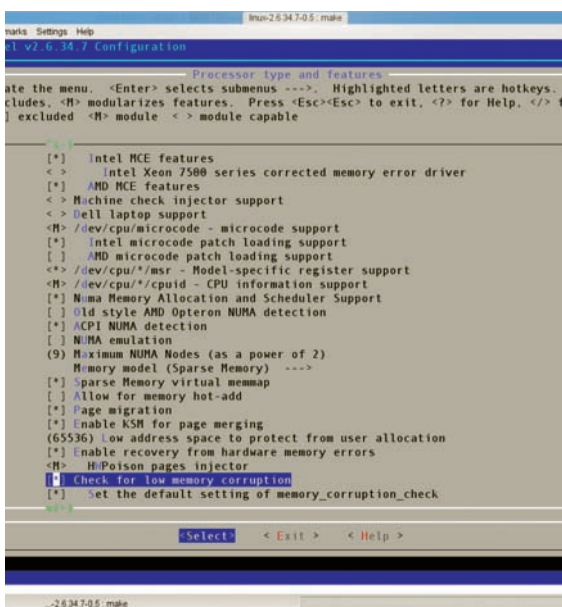 linux-2.6.34.7-0.5 : make
marks Settings Help
el v2.6.34.7 Configuration
Processor type and features
ate the menu. <Enter> selects submenus --->. Highlighted letters are hotkeys.
cludes, <M> modularizes features. Press <Esc><Esc> to exit, <?> for Help, </> f
] excluded <M> module < > module capable
[*] Intel MCE features
< > Intel Xeon 7500 series corrected memory error driver
[*] AMD MCE features
< > Machine check injector support
< > Dell laptop support
<M> /dev/cpu/microcode - microcode support
[*] Intel microcode patch loading support
[ ] AMD microcode patch loading support
<*> /dev/cpu/*/msr - Model-specific register support
<M> /dev/cpu/*/cpuid - CPU information support
[*] Numa Memory Allocation and Scheduler Support
[ ] Old style AMD Opteron NUMA detection
[*] ACPI NUMA detection
[ ] NUMA emulation
(9) Maximum NUMA Nodes (as a power of 2)
Memory model (Sparse Memory) --->
[*] Sparse Memory virtual memmap
[ ] Allow for memory hot-add
[*] Page migration
[*] Enable KSM for page merging
(65536) Low address space to protect from user allocation
[*] Enable recovery from hardware memory errors
<M> HWPoison pages injector
[*] Check for low memory corruption
[*] Set the default setting of memory_corruption_check
<Select> < Exit > < Help >
...-2.6.34.7-0.5 : make